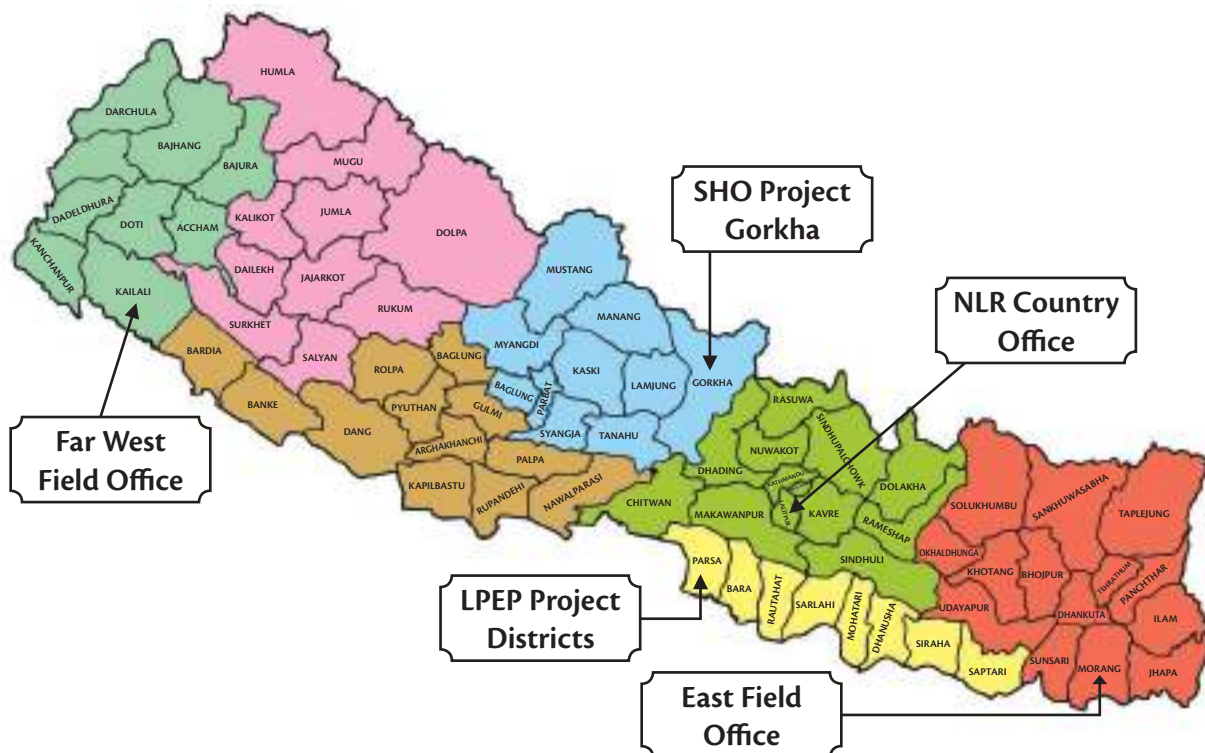 HUMLA
DARCHULA
BAJHANG
BAJURA
MUGU
DADELDHURA
DOTI
ACCHAM
KALIKOT
JUMLA
DOLPA
KANCHANPUR
KAILALI
DAILEKH
JAJARKOT
SURKHET
RUKUM
SALYAN
SHO Project
Gorkha
MUSTANG
MANANG
MYANGDI
KASKI
LAMJUNG
GORKHA
BAGLUNG
PARBAT
SYANGJA
TANAHU
NLR Country
Office
BARDIA
BANKE
ROLPA
BAGLUNG
PYUTHAN
GULMI
DANG
ARGHAKHANCHI
PALPA
KAPILBASTU
RUPANDEHI
NAWALPARASI
Far West
Field Office
RASUWA
NUWAKOT
SINDHUPALCHOWK
DHADING
KATHMANDU
DOLAKHA
CHITWAN
MAKAWANPUR
LALITPUR
KAVRE
RAMESHAP
SINDHULI
SOLUKHUMBU
SANKHUWASABHA
TAPLEJUNG
OKHALDHUNGA
KHOTANG
BHOJPUR
TEHRATHUM
PANCHTHAR
UDAYAPUR
DHANKUTA
ILAM
SUNSARI
MORANG
JHAPA
PARSA
BARA
RAUTAHAT
SARLAHI
MOHATARI
DHANUSHA
SIRAHA
SAPTARI
LPEP Project
Districts
East Field
Office